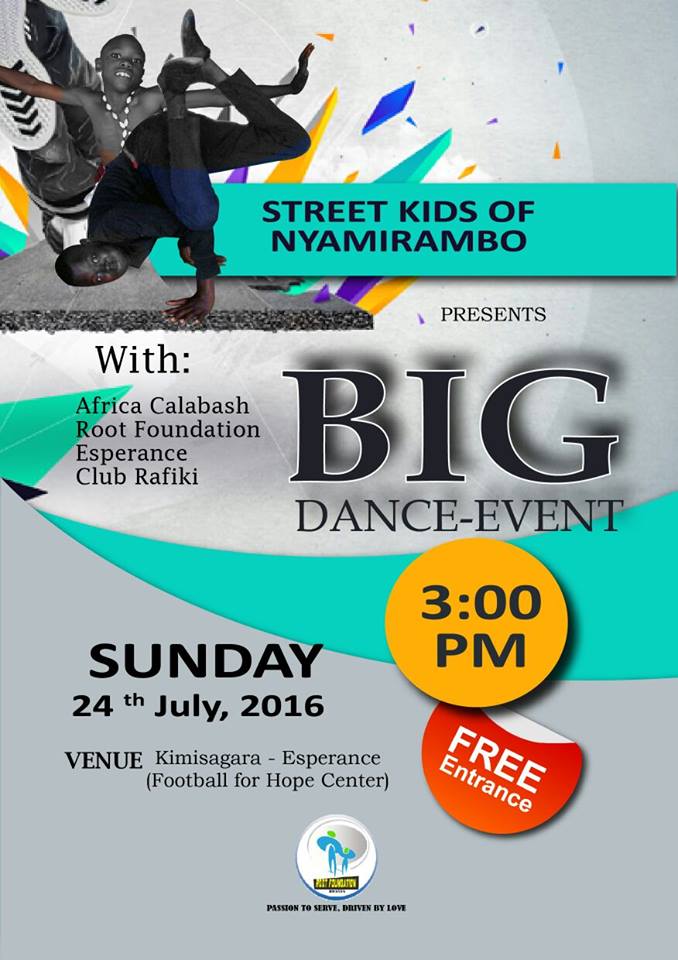 STREET KIDS OF
NYAMIRAMBO
PRESENTS
With:
Africa Calabash
Root Foundation
Esperance
Club Rafiki
BIG
DANCE-EVENT
3:00
PM
SUNDAY
24 th July, 2016
FREE
Entrance
VENUE Kimisagara - Esperance
(Football for Hope Center)
ROOT FOUNDATION
PASSION TO SERVE, DRIVEN BY LOVE